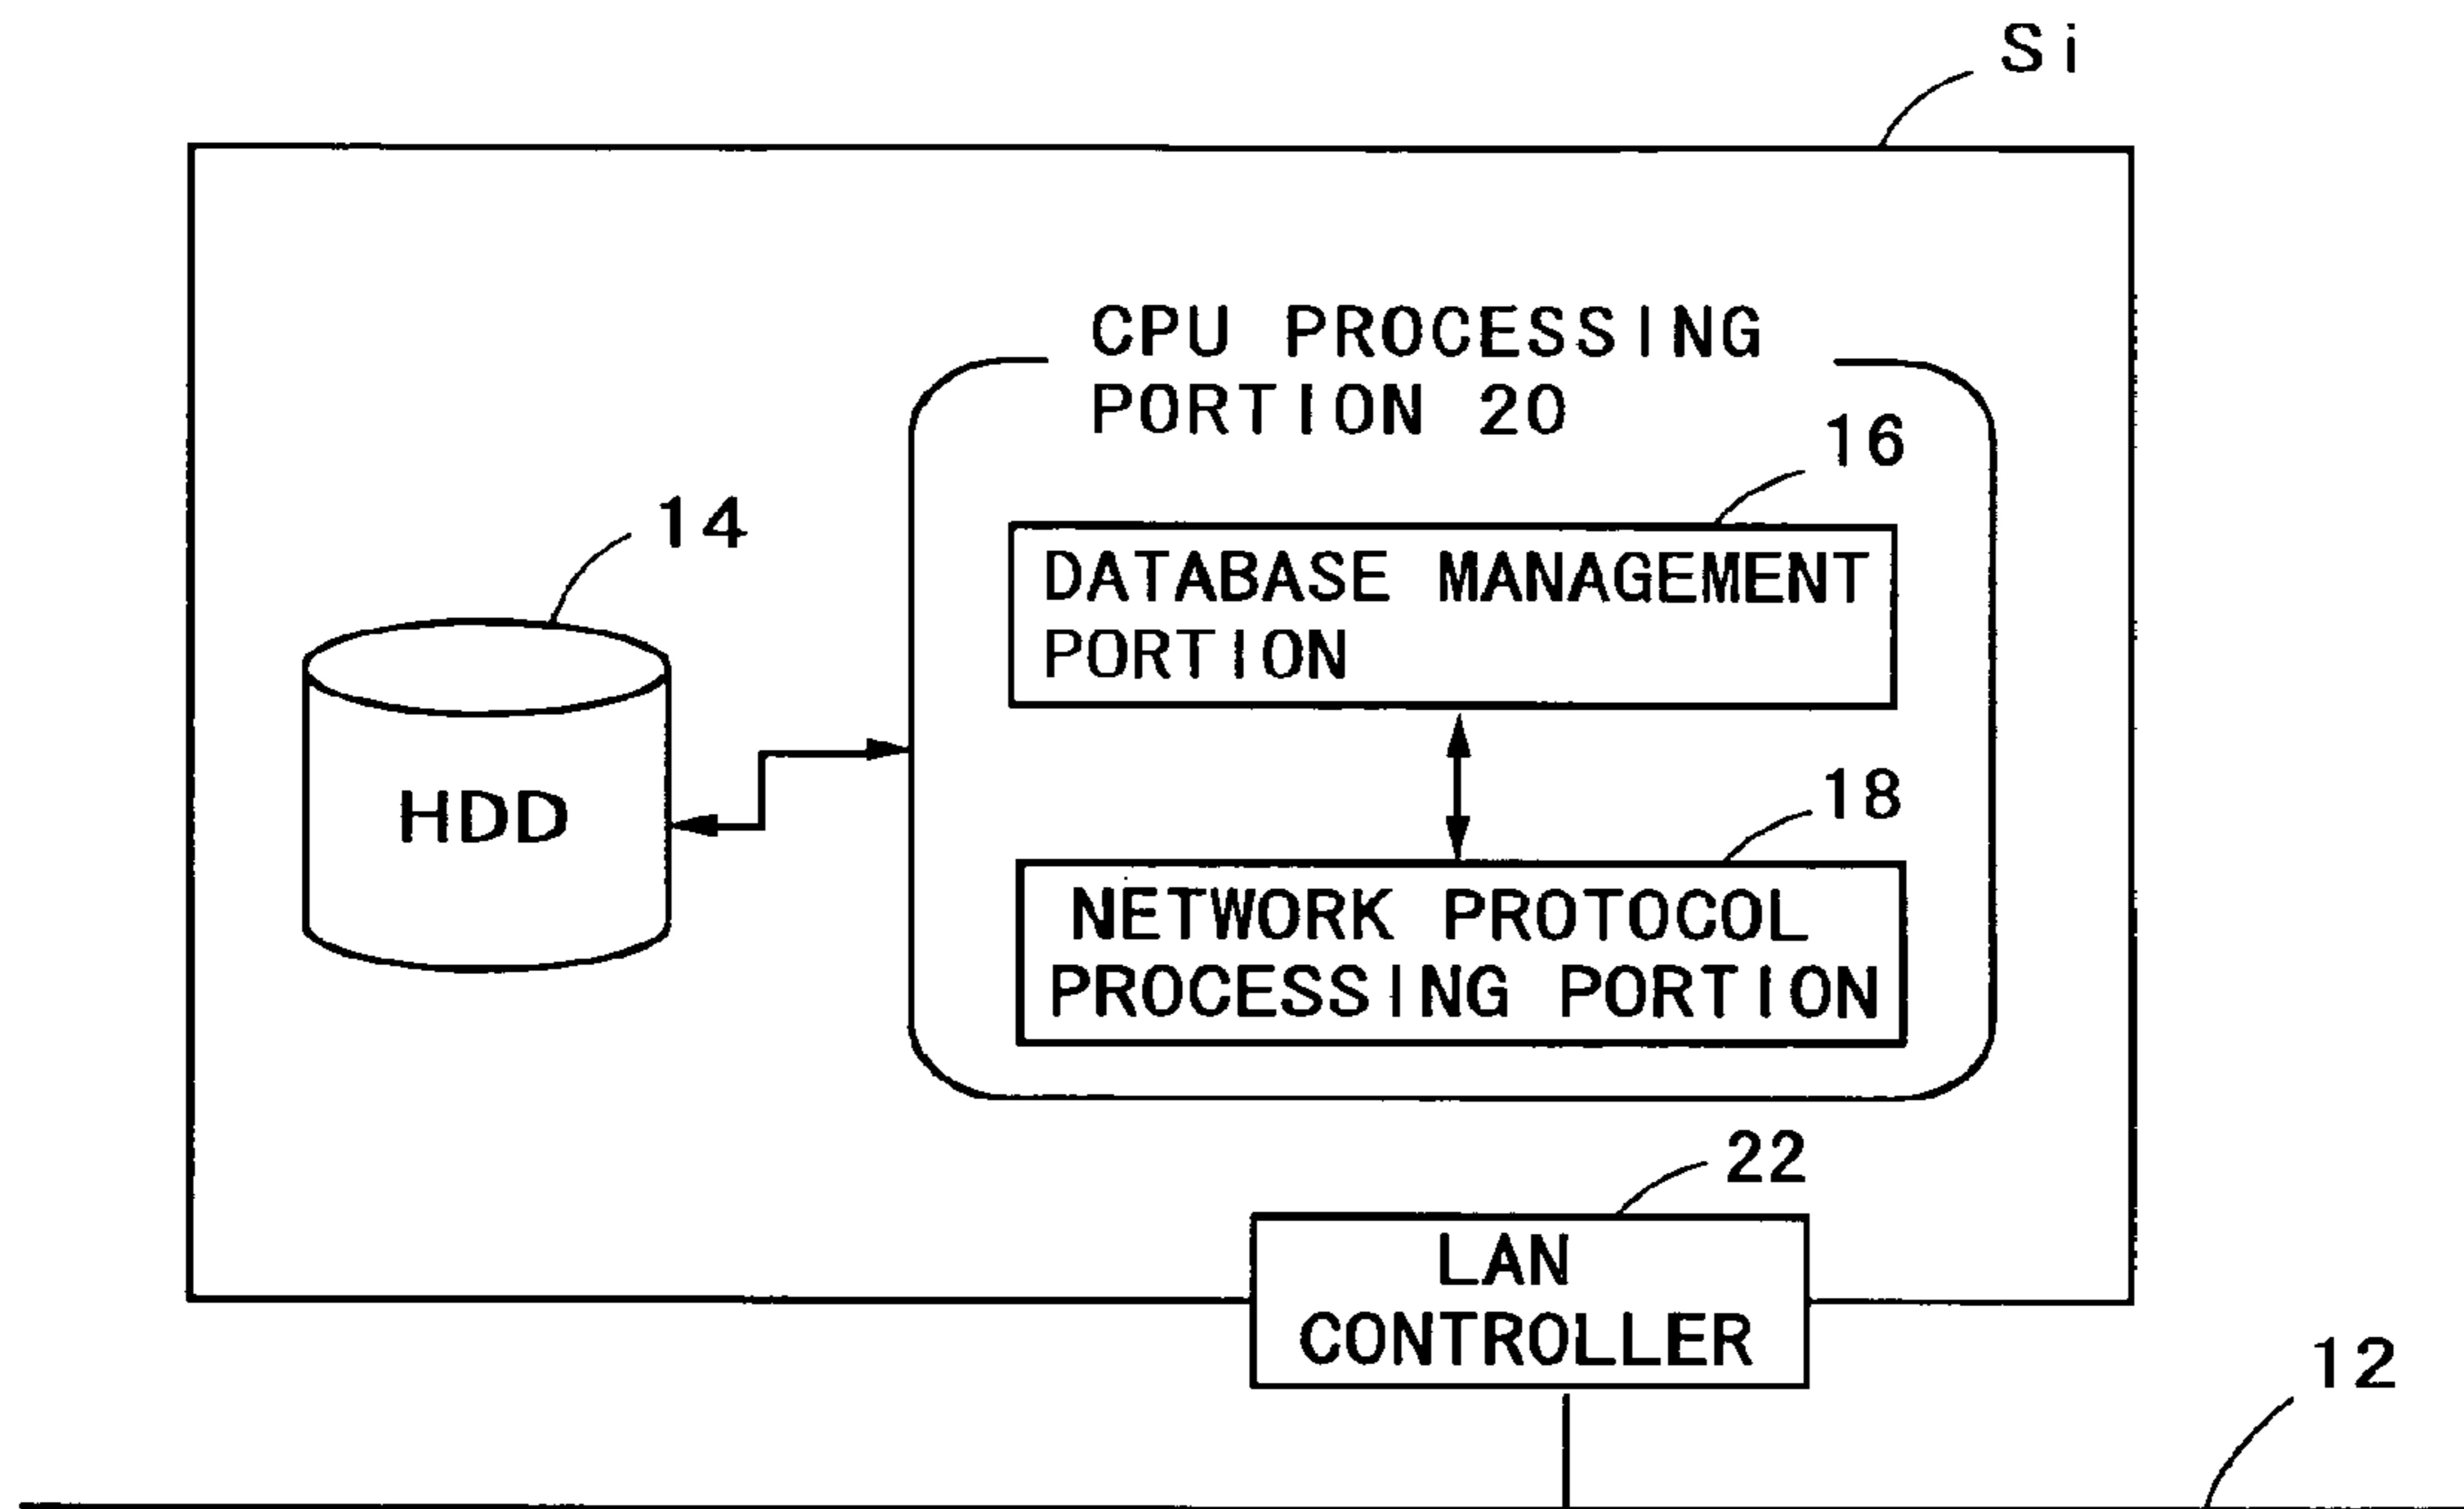 Si
CPU PROCESSING
PORTION 20
16
14
DATABASE MANAGEMENT
PORTION
HDD
18
NETWORK PROTOCOL
PROCESSING PORTION
22
LAN
CONTROLLER
12